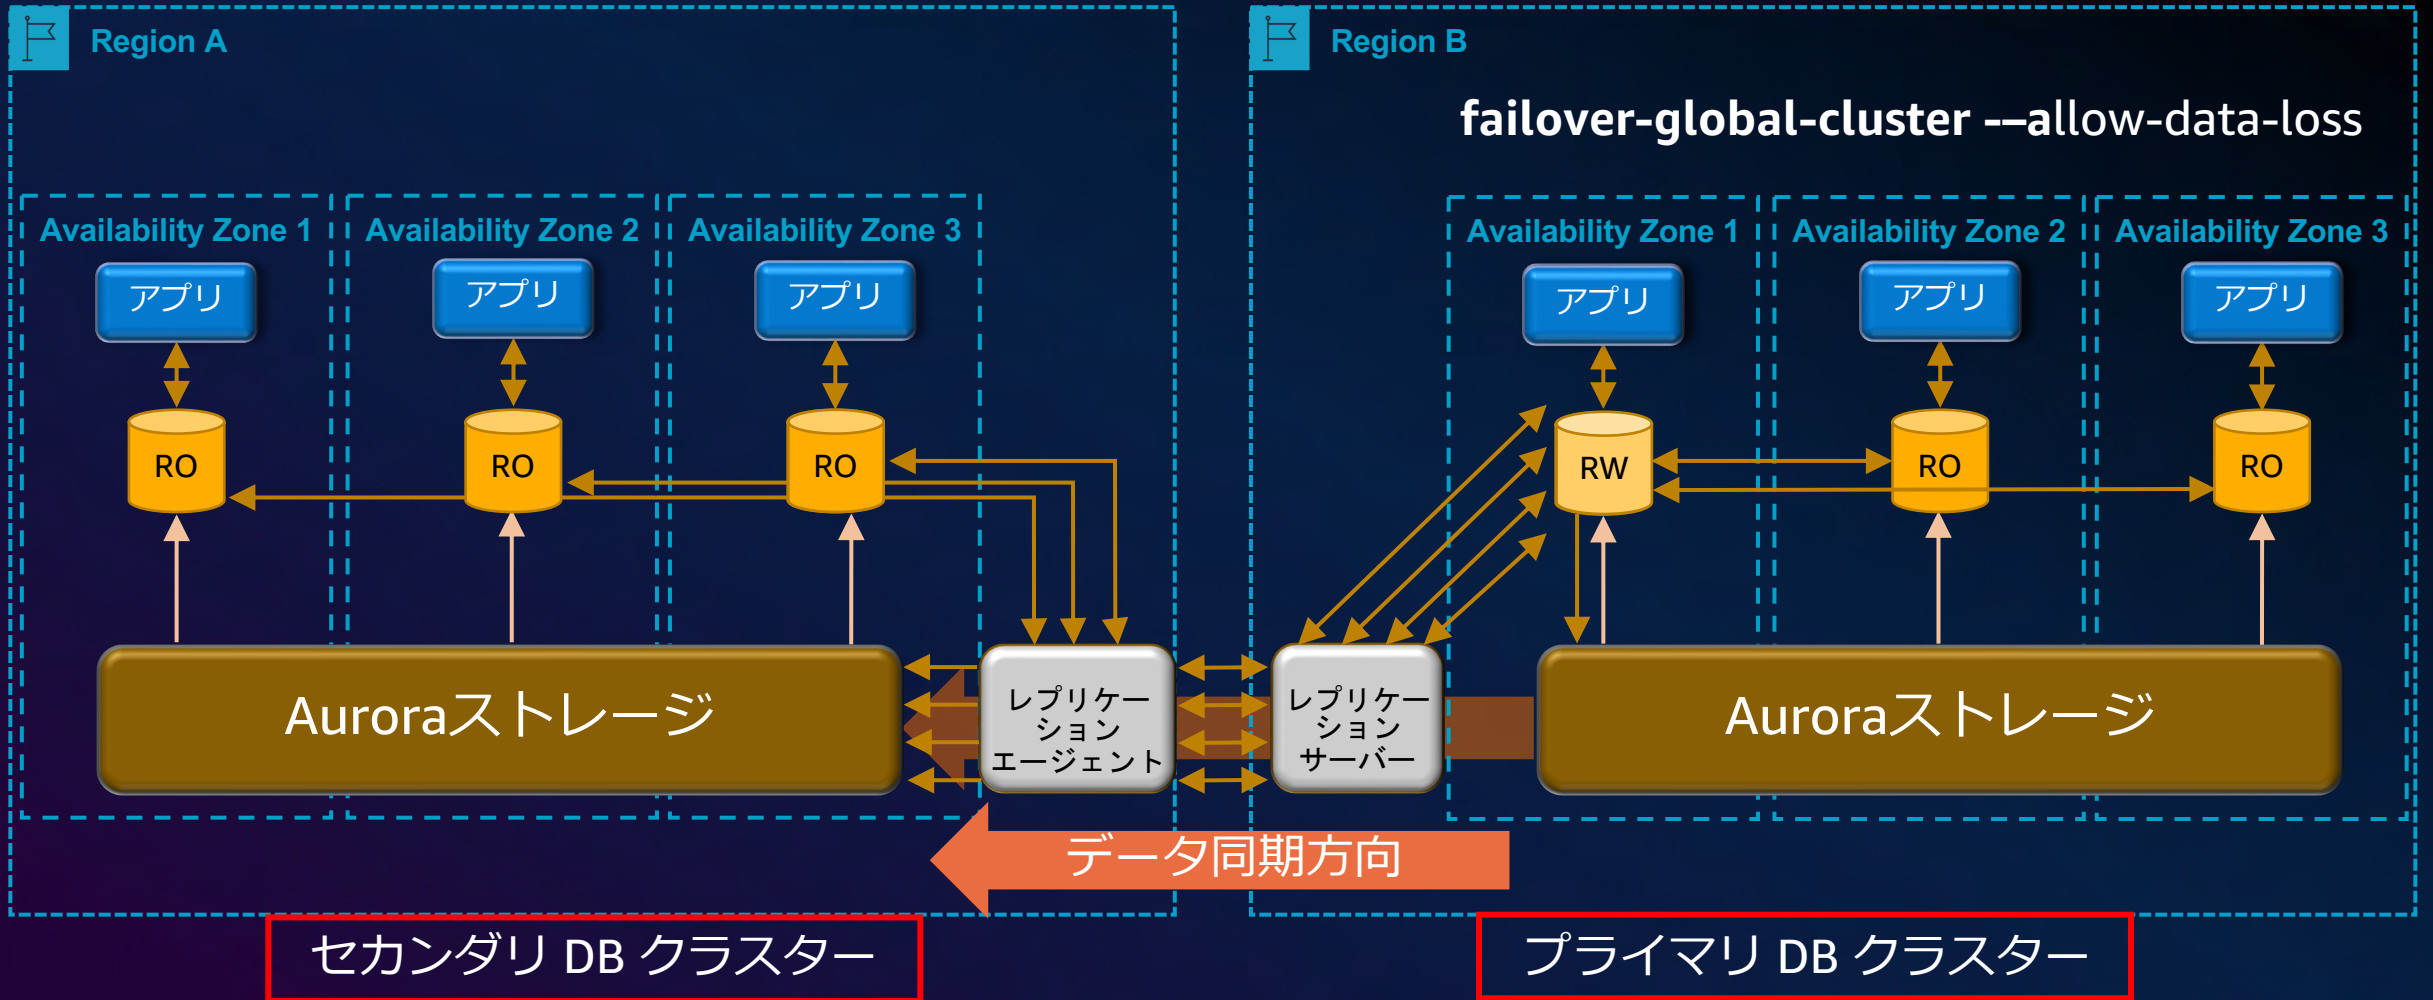 Region A
Region B
failover-global-cluster -–allow-data-loss
Availability Zone 1
Availability Zone 2
Availability Zone 3
Availability Zone 1
Availability Zone 2
Availability Zone 3
アプリ
アプリ
アプリ
アプリ
アプリ
アプリ
RO
RO
RO
RW
RO
RO
Auroraストレージ
レプリケー
ション
エージェント
レプリケー
ション
サーバー
Auroraストレージ
データ同期方向
セカンダリ DB クラスター
プライマリ DB クラスター